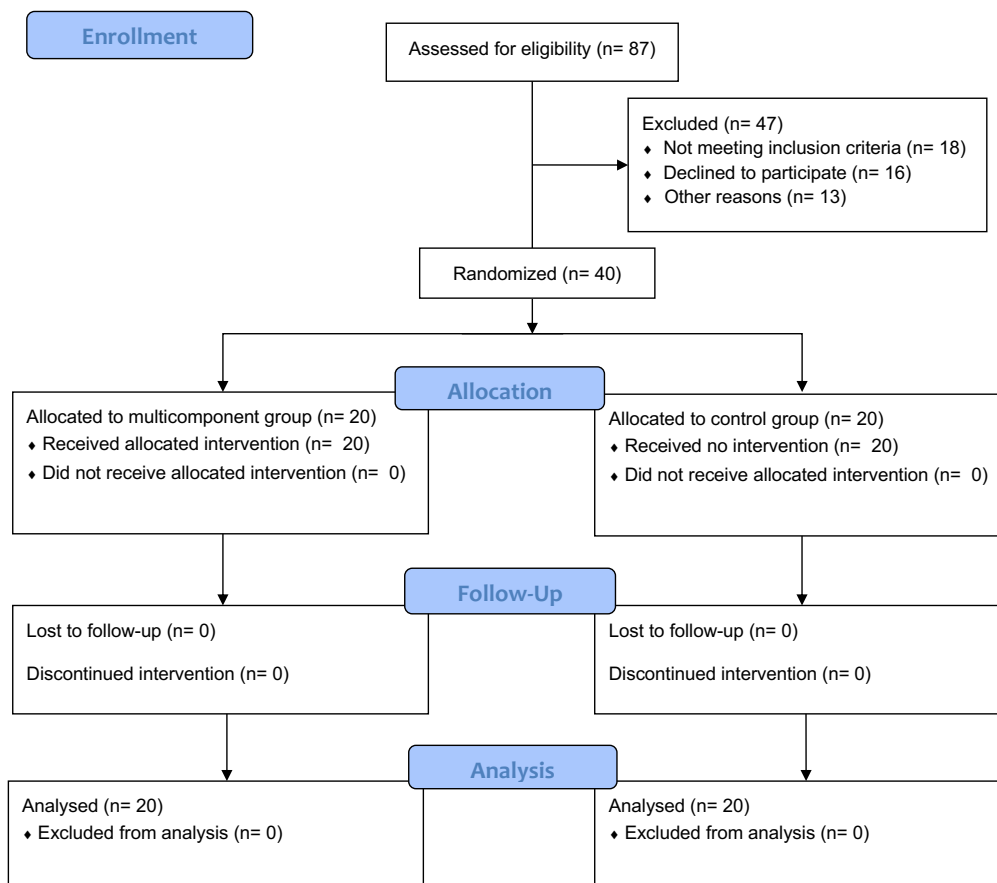 Enrollment
Assessed for eligibility (n= 87)
Excluded (n= 47)
♦ Not meeting inclusion criteria (n= 18)
♦ Declined to participate (n= 16)
♦ Other reasons (n= 13)
Randomized (n= 40)
Allocation
Allocated to multicomponent group (n= 20)
♦ Received allocated intervention (n= 20)
♦ Did not receive allocated intervention (n= 0)
Allocated to control group (n= 20)
♦ Received no intervention (n= 20)
♦ Did not receive allocated intervention (n= 0)
Follow-Up
Lost to follow-up (n= 0)
Discontinued intervention (n= 0)
Lost to follow-up (n= 0)
Discontinued intervention (n= 0)
Analysis
Analysed (n= 20)
♦ Excluded from analysis (n= 0)
Analysed (n= 20)
♦ Excluded from analysis (n= 0)